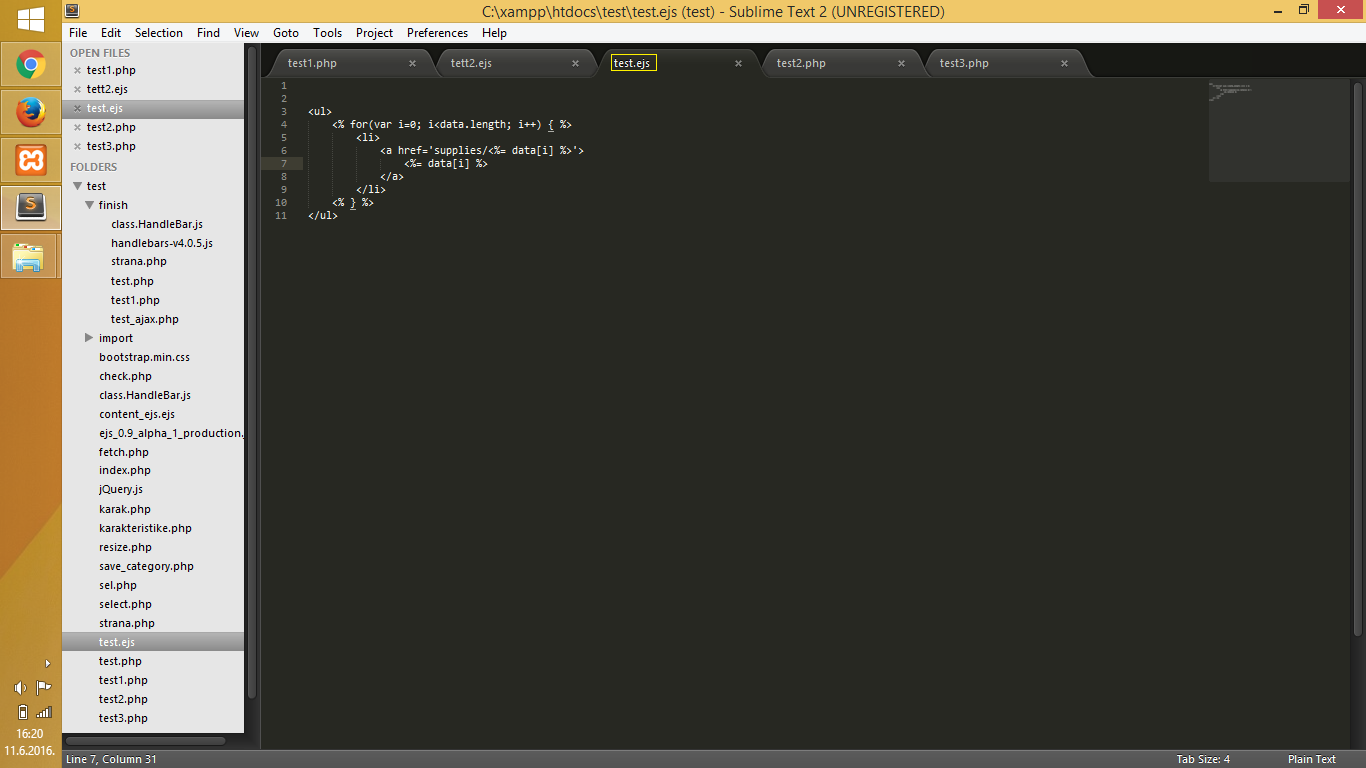 C:\xampp\htdocs\test\test.ejs (test) - Sublime Text 2 (UNREGISTERED)
File Edit Selection Find View Goto Tools Project Preferences Help
OPEN FILES
test1.php
tett2.ejs
test.ejs
test2.php
test3.php
FOLDERS
test
finish
class.HandleBar.js
handlebars-v4.0.5.js
strana.php
test.php
test1.php
test_ajax.php
import
bootstrap.min.css
check.php
class.HandleBar.js
content_ejs.ejs
ejs_0.9_alpha_1_production.
fetch.php
index.php
jQuery.js
karak.php
karakteristike.php
resize.php
save_category.php
sel.php
select.php
strana.php
test.ejs
test.php
test1.php
test2.php
test3.php
test1.php tett2.ejs test.ejs test2.php test3.php
1
2
3 <ul>
4 <% for(var i=0; i<data.length; i++) { %>
5 <li>
6 <a href='supplies/<%= data[i] %>'>
7 <%= data[i] %>
8 </a>
9 </li>
10 <% } %>
11 </ul>
16:20
11.6.2016.
Line 7, Column 31 Tab Size: 4 Plain Text